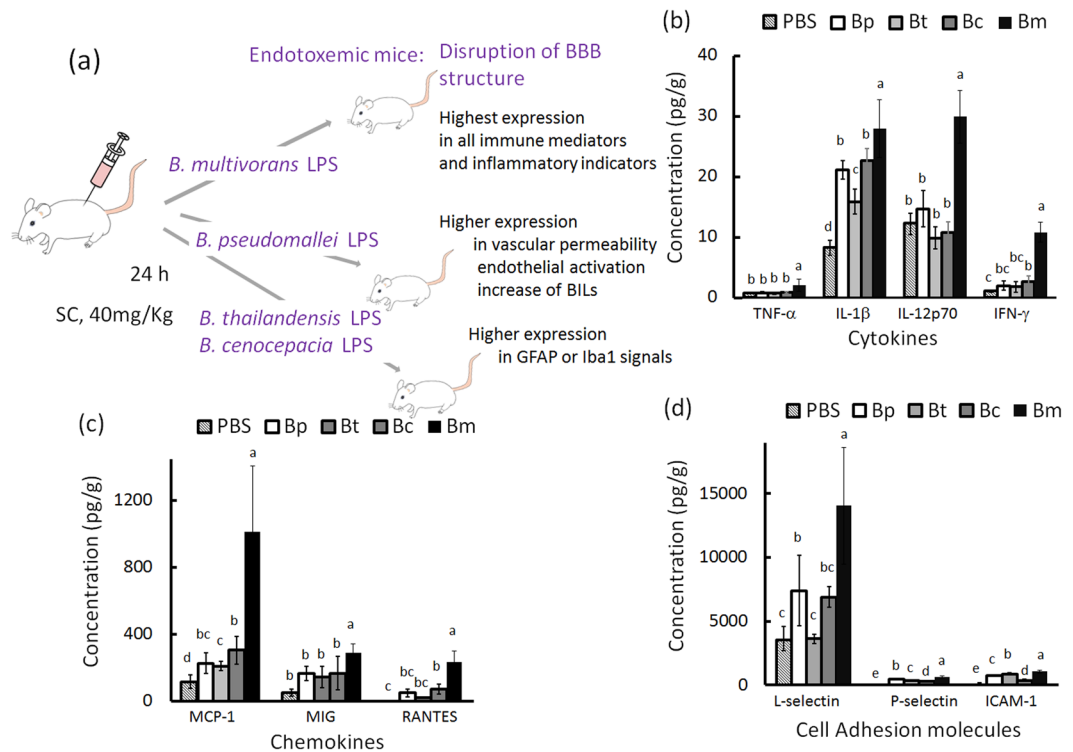 (a)
Endotoxemic mice: Disruption of BBB
structure
Highest expression
in all immune mediators
and inflammatory indicators
B. multivorans LPS
B. pseudomallei LPS
Higher expression
in vascular permeability
endothelial activation
increase of BILs
24 h
SC, 40mg/Kg
B. thailandensis LPS
B. cenocepacia LPS
Higher expression
in GFAP or Iba1 signals
(b)
PBS Bp Bt Bc Bm
Concentration (pg/g)
40
30
20
10
0
b b b b a
d b c b a
b b b b a
c bc bc b a
TNF-α IL-1β IL-12p70 IFN-γ
Cytokines
(c)
PBS Bp Bt Bc Bm
Concentration (pg/g)
1200
800
400
0
d bc c b a
b b b b a
c bc bc b a
MCP-1 MIG RANTES
Chemokines
(d)
PBS Bp Bt Bc Bm
Concentration (pg/g)
15000
10000
5000
0
c b c bc a
e b c d a
e c b d a
L-selectin P-selectin ICAM-1
Cell Adhesion molecules